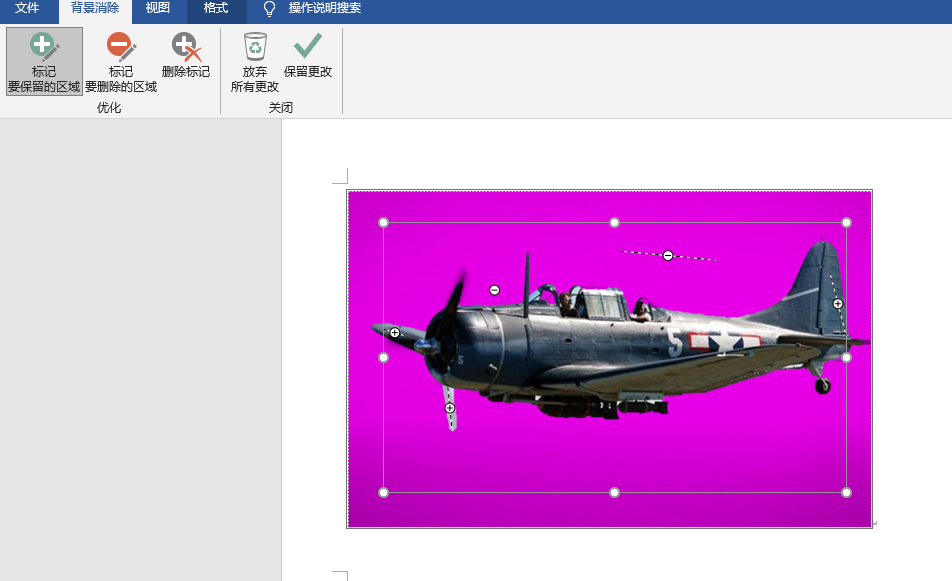 文件 背景消除 视图 格式 操作说明搜索
标记 标记 删除标记 放弃 保留更改
要保留的区域 要删除的区域 所有更改
优化 关闭
5
5